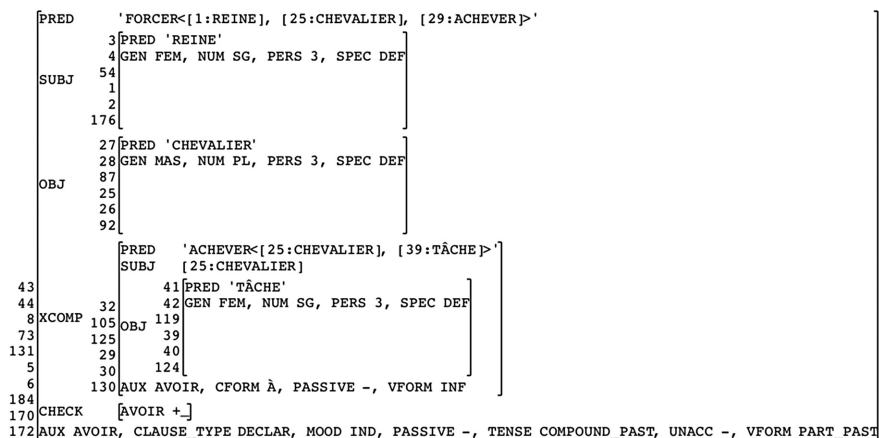 PRED 'FORCER<[1:REINE], [25:CHEVALIER], [29:ACHEVER]>'
3 PRED 'REINE'
4 GEN FEM, NUM SG, PERS 3, SPEC DEF
54
SUBJ
1
2
176
27 PRED 'CHEVALIER'
28 GEN MAS, NUM PL, PERS 3, SPEC DEF
87
OBJ
25
26
92
PRED 'ACHEVER<[25:CHEVALIER], [39:TÂCHE]>'
SUBJ [25:CHEVALIER]
43 41 PRED 'TÂCHE'
44 32 42 GEN FEM, NUM SG, PERS 3, SPEC DEF
8 XCOMP 105 OBJ 119
73 125 39
131 29 40
5 30 124
6 130 AUX AVOIR, CFORM À, PASSIVE -, VFORM INF
184
170 CHECK [AVOIR +_]
172 AUX AVOIR, CLAUSE_TYPE DECLAR, MOOD IND, PASSIVE -, TENSE COMPOUND_PAST, UNACC -, VFORM PART_PAST